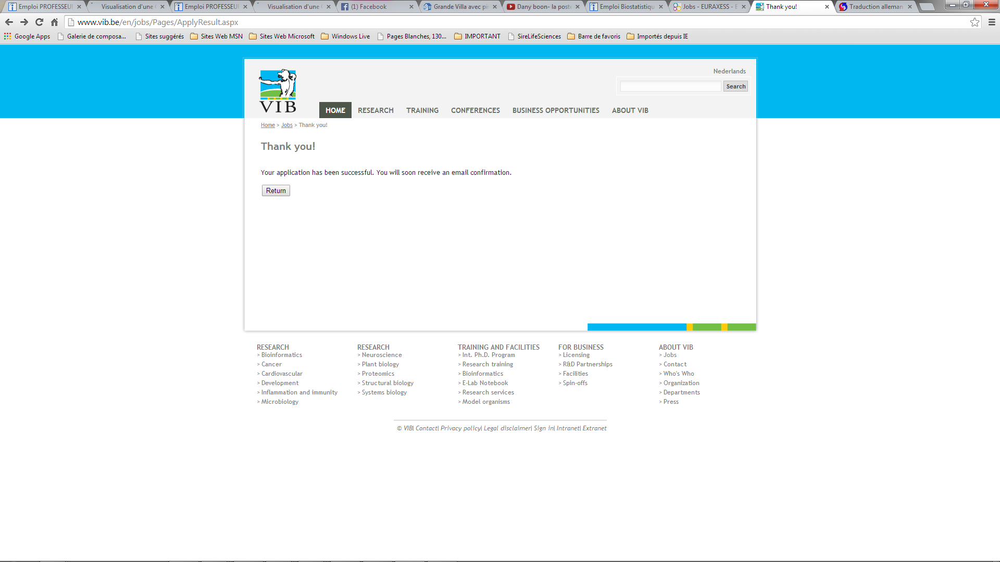 Emploi PROFESSEU
Visualisation d'une
Emploi PROFESSEU
Visualisation d'une
(1) Facebook
Grande Villa avec pi
Dany boon- la poste
Emploi Biostatistiqu
Jobs - EURAXESS - E
Thank you!
Traduction alleman
www.vib.be/en/jobs/Pages/ApplyResult.aspx
Google Apps
Galerie de composa...
Sites suggérés
Sites Web MSN
Sites Web Microsoft
Windows Live
Pages Blanches, 130...
IMPORTANT
SireLifeSciences
Barre de favoris
Importés depuis IE
Nederlands
Search
VIB
HOME RESEARCH TRAINING CONFERENCES BUSINESS OPPORTUNITIES ABOUT VIB
Home > Jobs > Thank you!
Thank you!
Your application has been successful. You will soon receive an email confirmation.
Return
RESEARCH
> Bioinformatics
> Cancer
> Cardiovascular
> Development
> Inflammation and immunity
> Microbiology
RESEARCH
> Neuroscience
> Plant biology
> Proteomics
> Structural biology
> Systems biology
TRAINING AND FACILITIES
> Int. Ph.D. Program
> Research training
> Bioinformatics
> E-Lab Notebook
> Research services
> Model organisms
FOR BUSINESS
> Licensing
> R&D Partnerships
> Facilities
> Spin-offs
ABOUT VIB
> Jobs
> Contact
> Who's Who
> Organization
> Departments
> Press
© VIB| Contact| Privacy policy| Legal disclaimer| Sign in| Intranet| Extranet